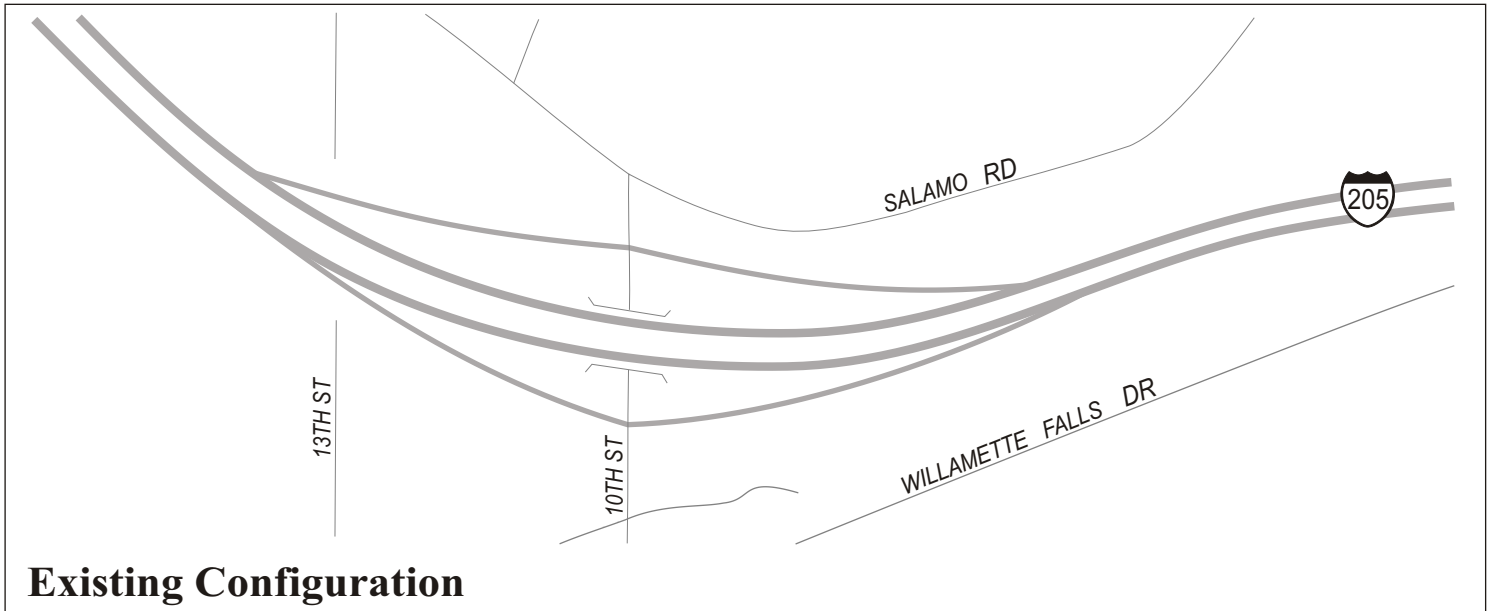 SALAMO RD
205
13TH ST
10TH ST
WILLAMETTE FALLS DR
Existing Configuration